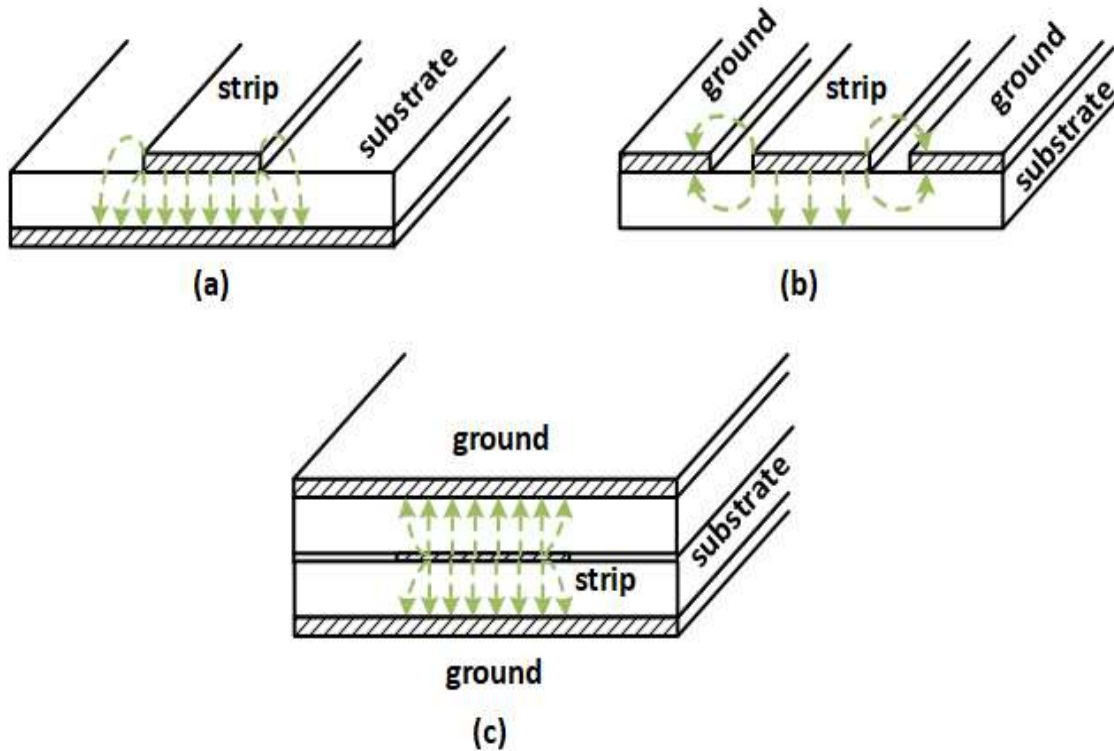 strip
substrate
(a)
ground
strip
ground
substrate
(b)
ground
substrate
strip
ground
(c)